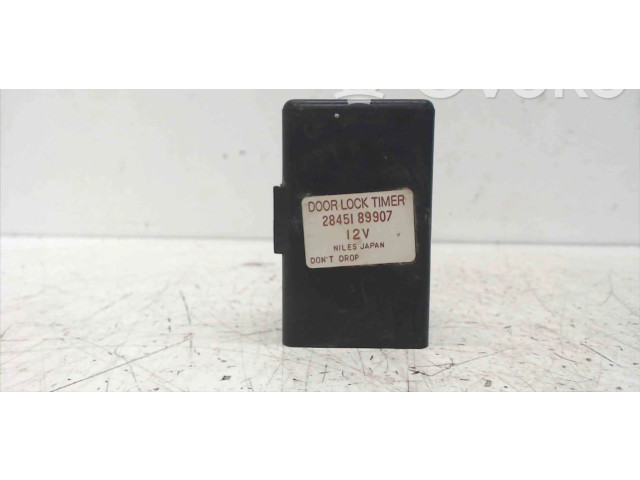 DOOR LOCK TIMER
28451 89907
12V
NILES JAPAN
DON'T DROP